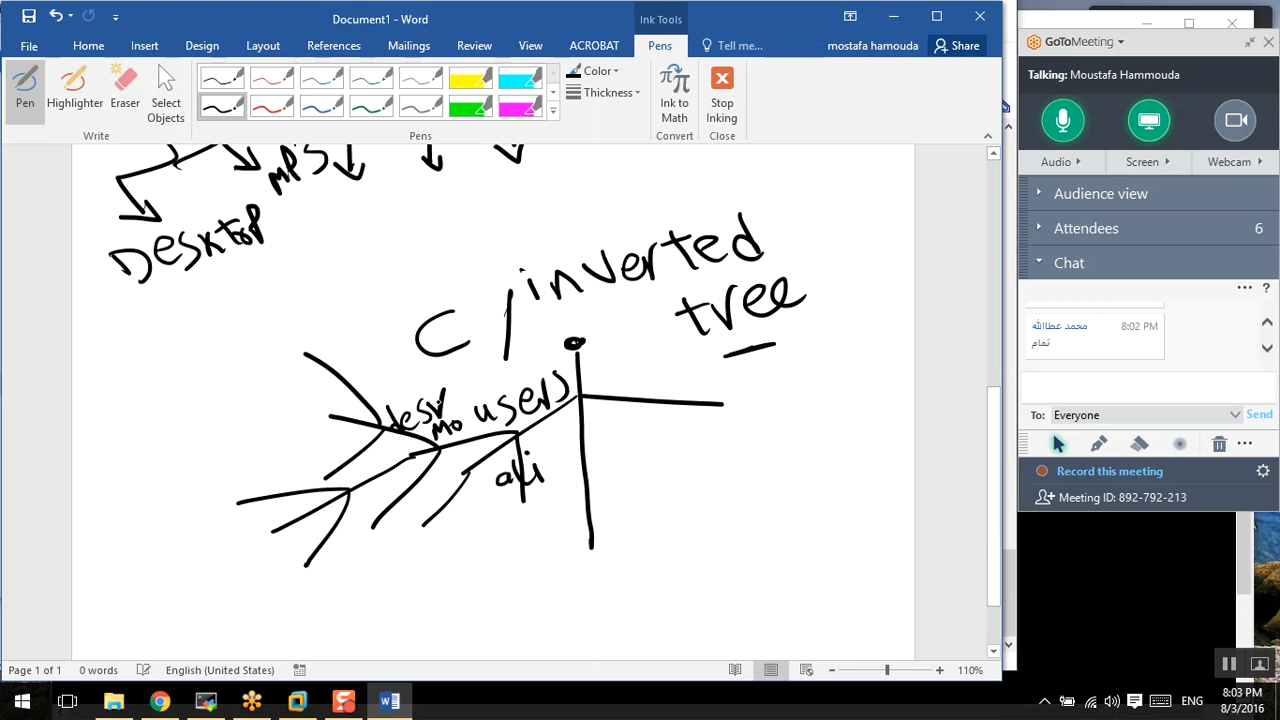 Document1 - Word
Ink Tools
File
Home
Insert
Design
Layout
References
Mailings
Review
View
ACROBAT
Pens
Tell me...
mostafa hamouda
Share
Pen
Highlighter
Eraser
Select
Objects
Write
Pens
Color
Thickness
Ink to
Math
Convert
Stop
Inking
Close
MP3
Desktop
C / inverted
tree
users
des
Mo
ali
Page 1 of 1
0 words
English (United States)
110%
GoToMeeting
Talking: Moustafa Hammouda
Audio
Screen
Webcam
Audience view
Attendees
6
Chat
محمد عطاالله
8:02 PM
تمام
To:
Everyone
Send
Record this meeting
Meeting ID: 892-792-213
ENG
8:03 PM
8/3/2016